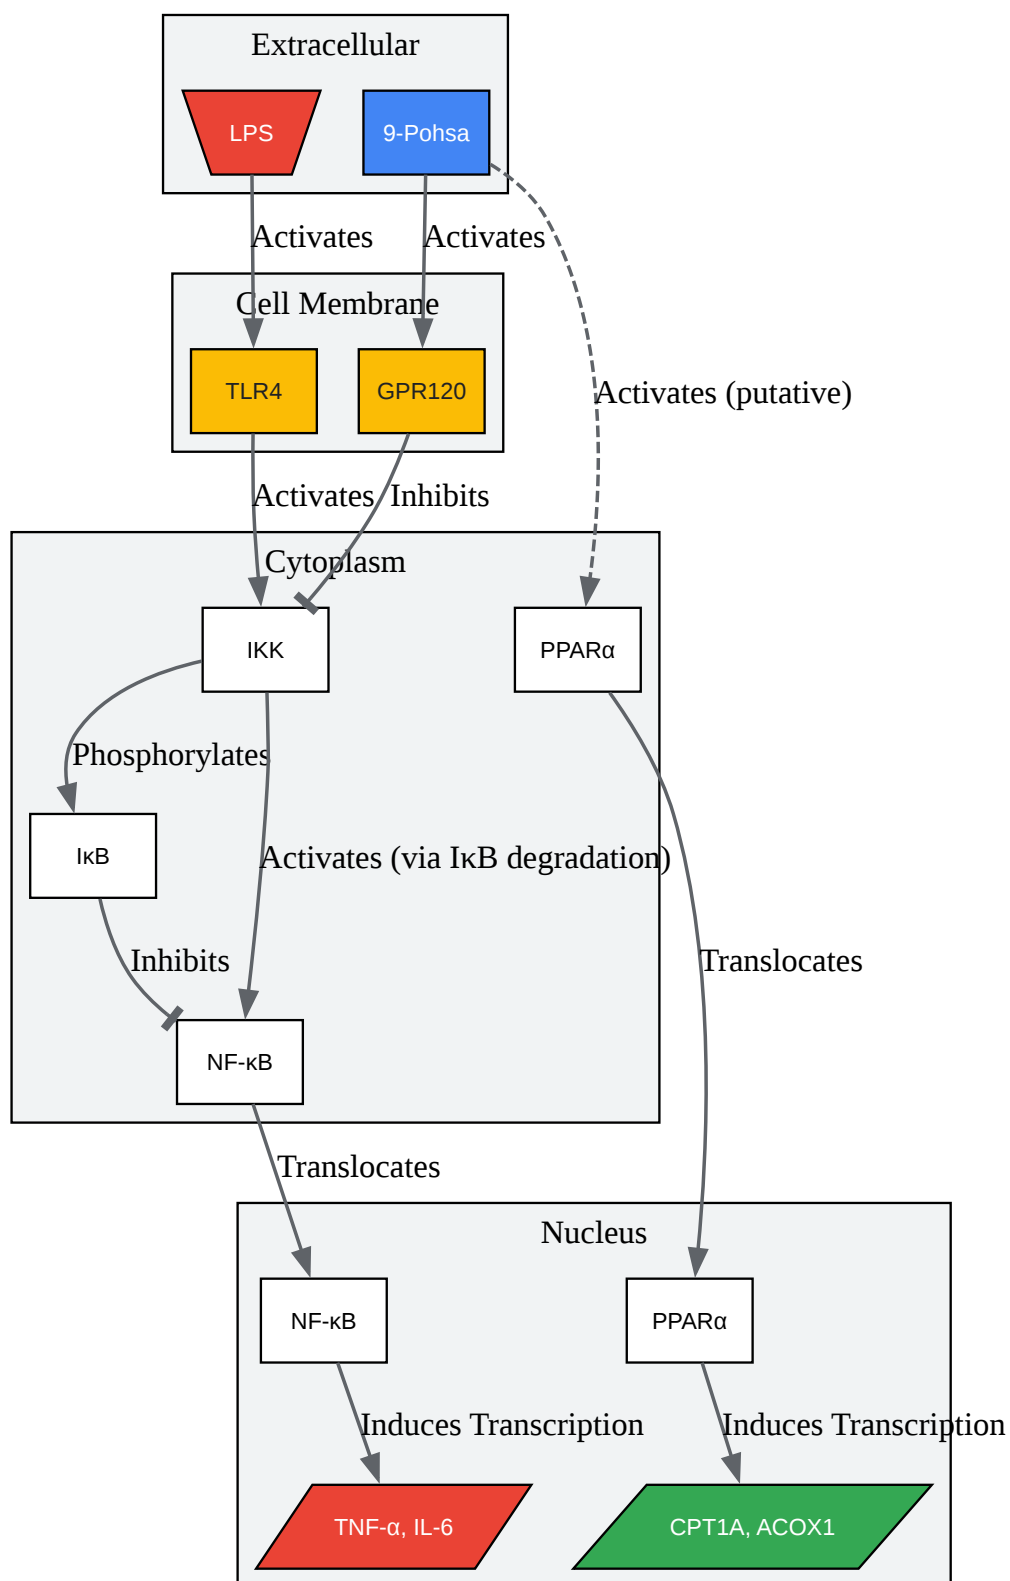 Extracellular
LPS
9-Pohsa
Activates
Activates
Cell Membrane
TLR4
GPR120
Activates (putative)
Activates
Inhibits
Cytoplasm
IKK
PPARα
Phosphorylates
IκB
Activates (via IκB degradation)
Inhibits
Translocates
NF-κB
Translocates
Nucleus
NF-κB
PPARα
Induces Transcription
Induces Transcription
TNF-α, IL-6
CPT1A, ACOX1